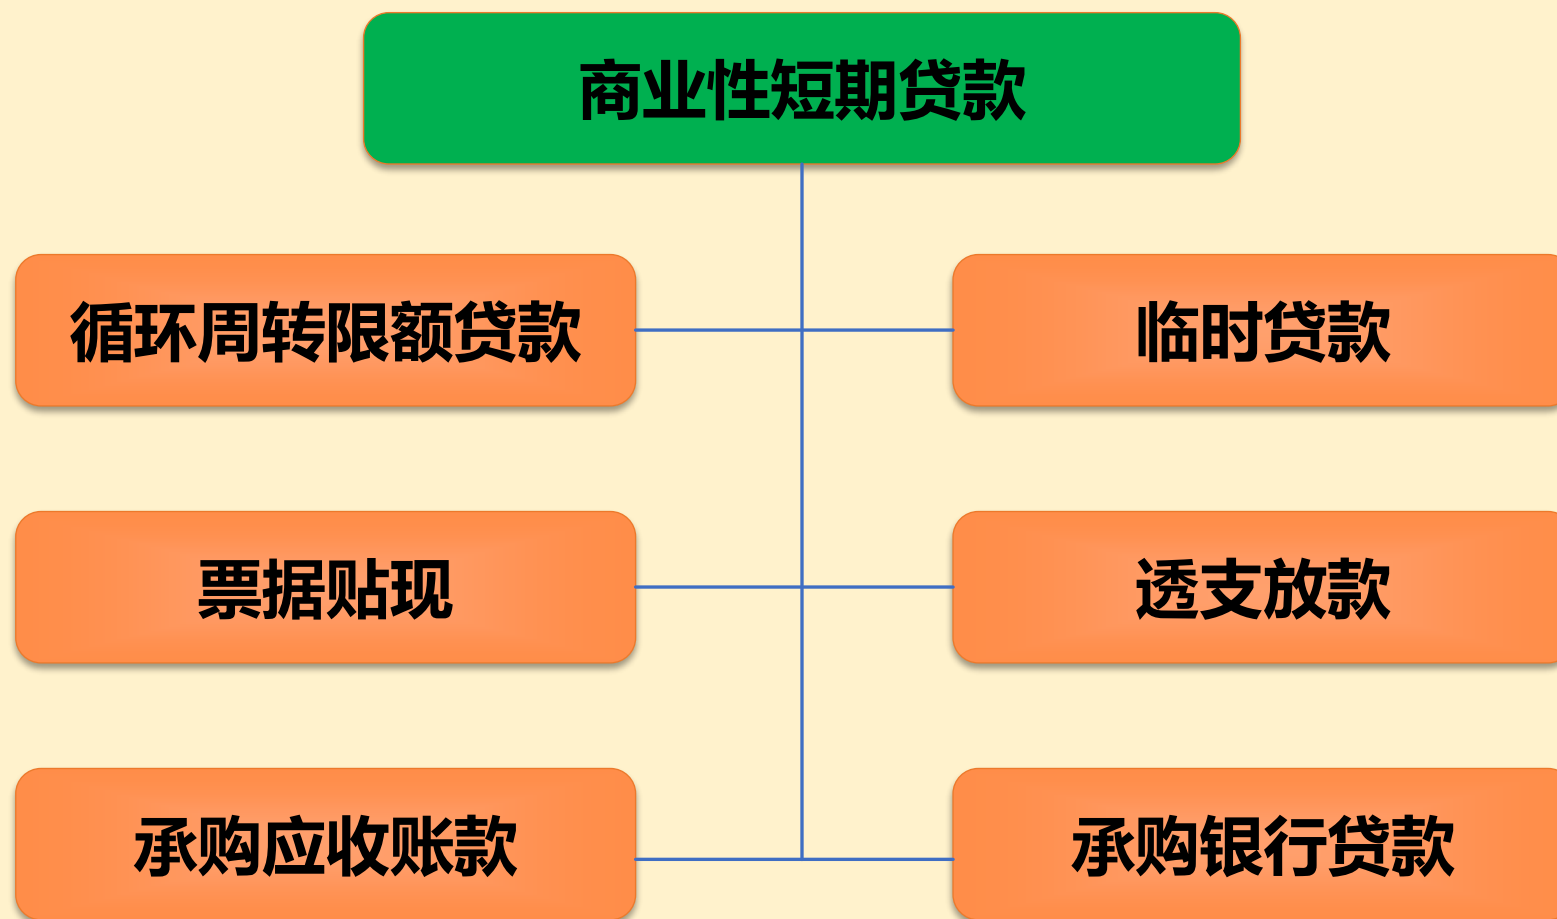 商业性短期贷款
循环周转限额贷款
临时贷款
票据贴现
透支放款
承购应收账款
承购银行贷款